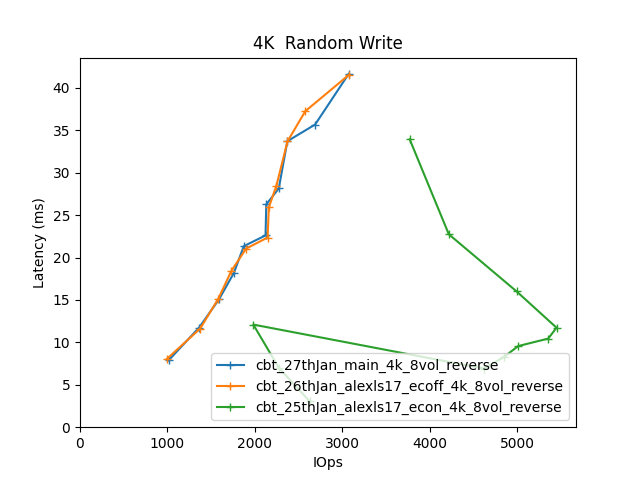 4K  Random Write
Latency (ms)
40
35
30
25
20
15
10
5
0
0 1000 2000 3000 4000 5000
IOps
cbt_27thJan_main_4k_8vol_reverse
cbt_26thJan_alexls17_ecoff_4k_8vol_reverse
cbt_25thJan_alexls17_econ_4k_8vol_reverse